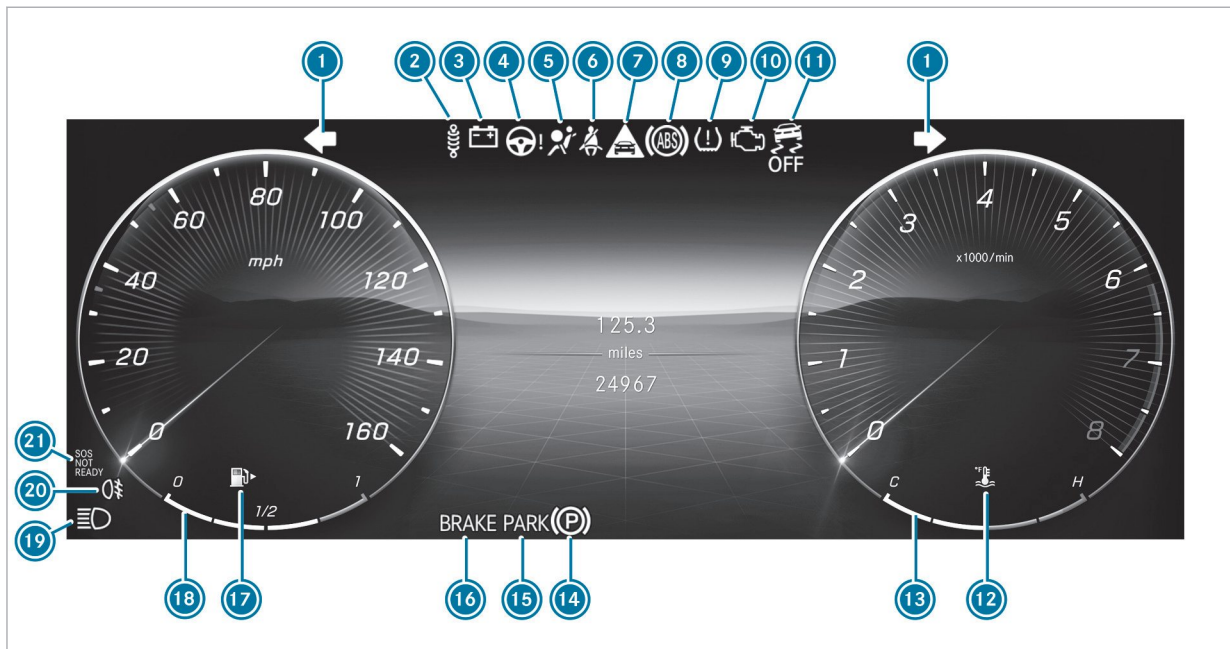 1 2 3 4 5 6 7 8 9 10 11 1
ABS
OFF
0 20 40 60 80 100 120 140 160
mph
125.3
miles
24967
0 1 2 3 4 5 6 7 8
x1000/min
21
SOS
NOT
READY
20
19
0 1/2 1
18 17
BRAKE PARK P
16 15 14
C °F H
13 12